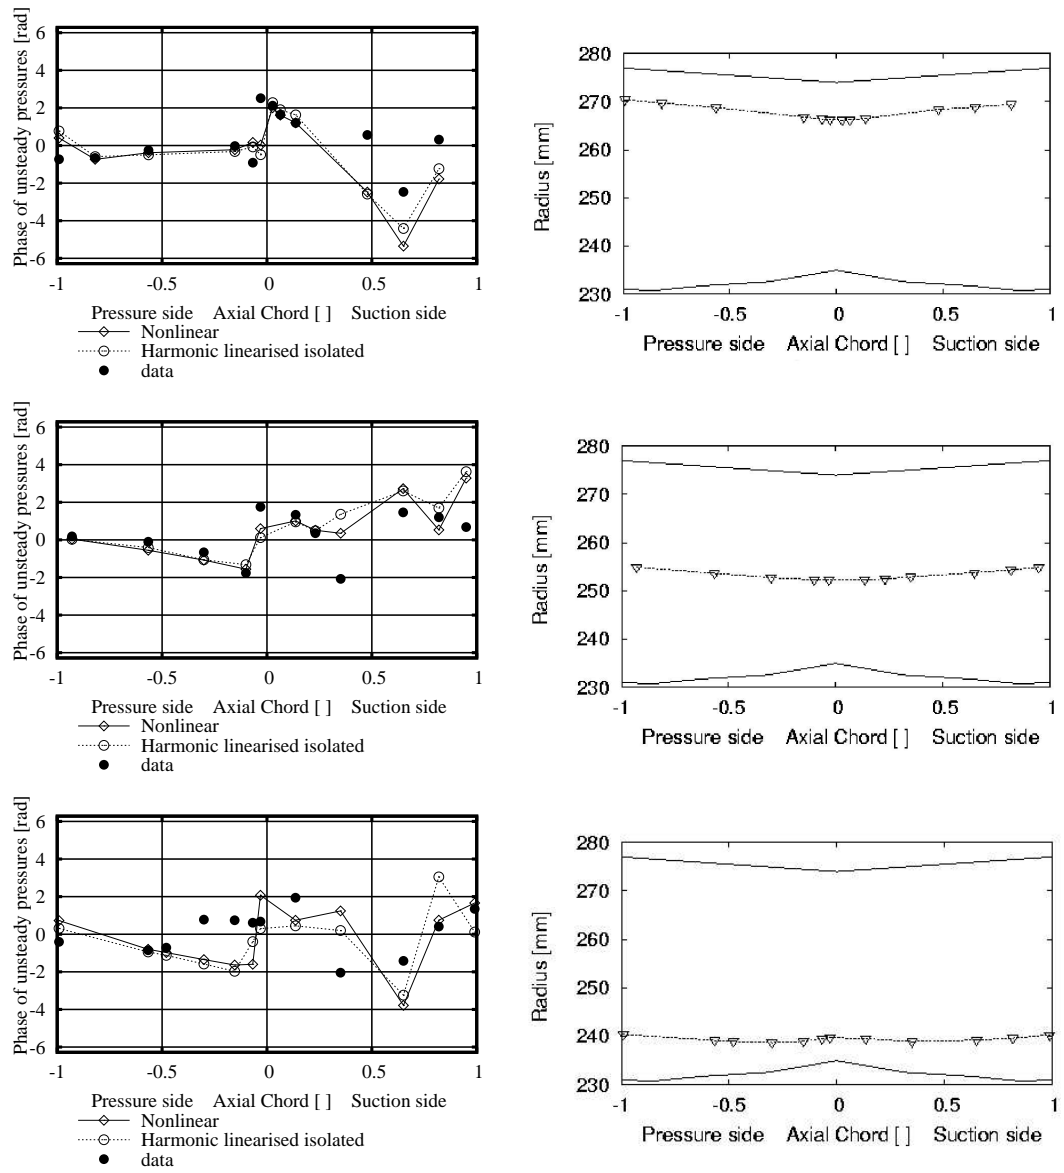 Phase of unsteady pressures [rad]
6
4
2
0
-2
-4
-6
-1 -0.5 0 0.5 1
Pressure side Axial Chord [ ] Suction side
Nonlinear
Harmonic linearised isolated
data
Radius [mm]
280
270
260
250
240
230
-1 -0.5 0 0.5 1
Pressure side Axial Chord [ ] Suction side
Phase of unsteady pressures [rad]
6
4
2
0
-2
-4
-6
-1 -0.5 0 0.5 1
Pressure side Axial Chord [ ] Suction side
Nonlinear
Harmonic linearised isolated
data
Radius [mm]
280
270
260
250
240
230
-1 -0.5 0 0.5 1
Pressure side Axial Chord [ ] Suction side
Phase of unsteady pressures [rad]
6
4
2
0
-2
-4
-6
-1 -0.5 0 0.5 1
Pressure side Axial Chord [ ] Suction side
Nonlinear
Harmonic linearised isolated
data
Radius [mm]
280
270
260
250
240
230
-1 -0.5 0 0.5 1
Pressure side Axial Chord [ ] Suction side